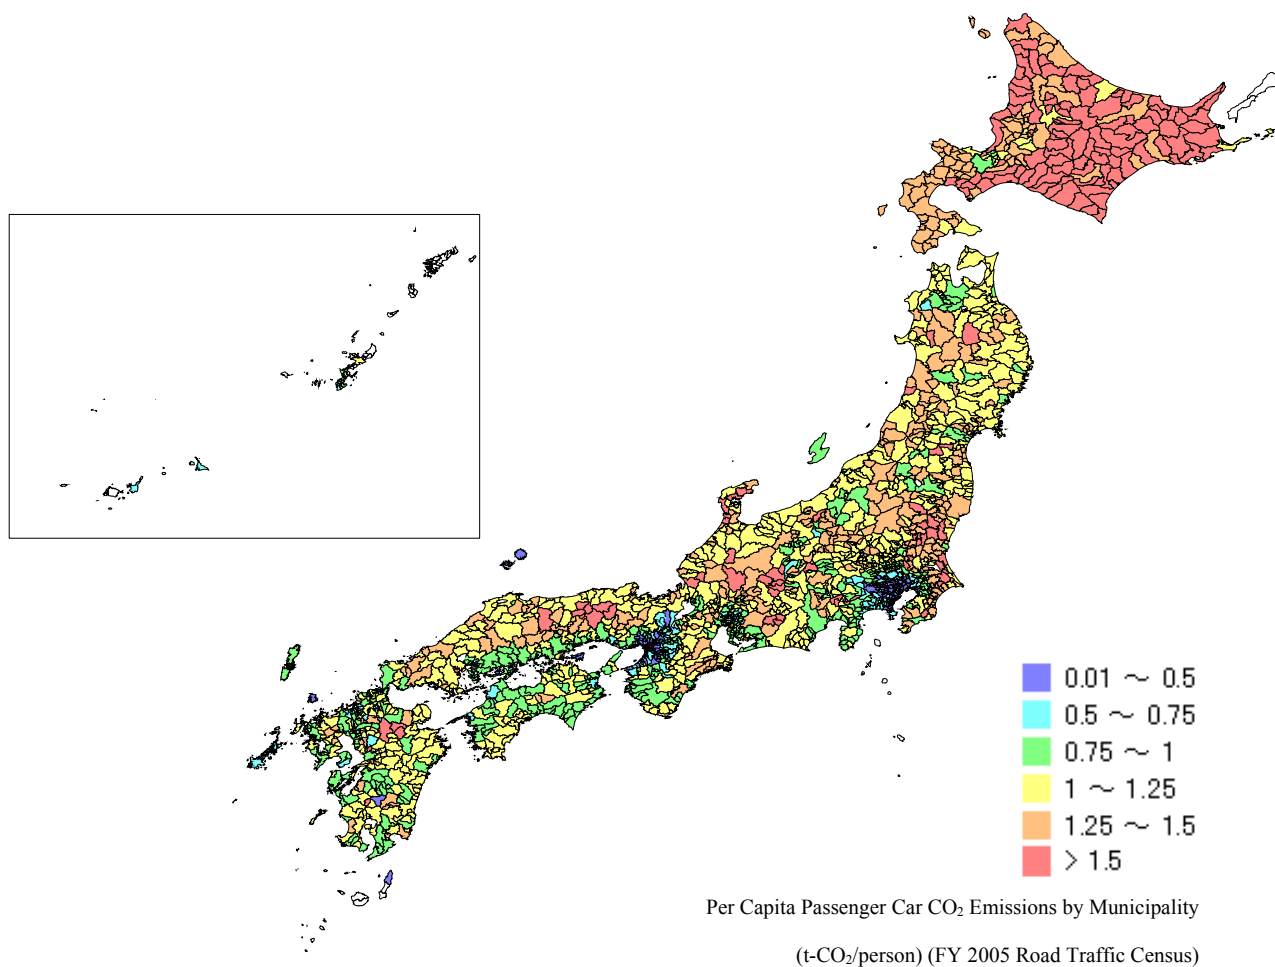 0.01 ～ 0.5
0.5 ～ 0.75
0.75 ～ 1
1 ～ 1.25
1.25 ～ 1.5
> 1.5
Per Capita Passenger Car CO₂ Emissions by Municipality
(t-CO₂/person) (FY 2005 Road Traffic Census)